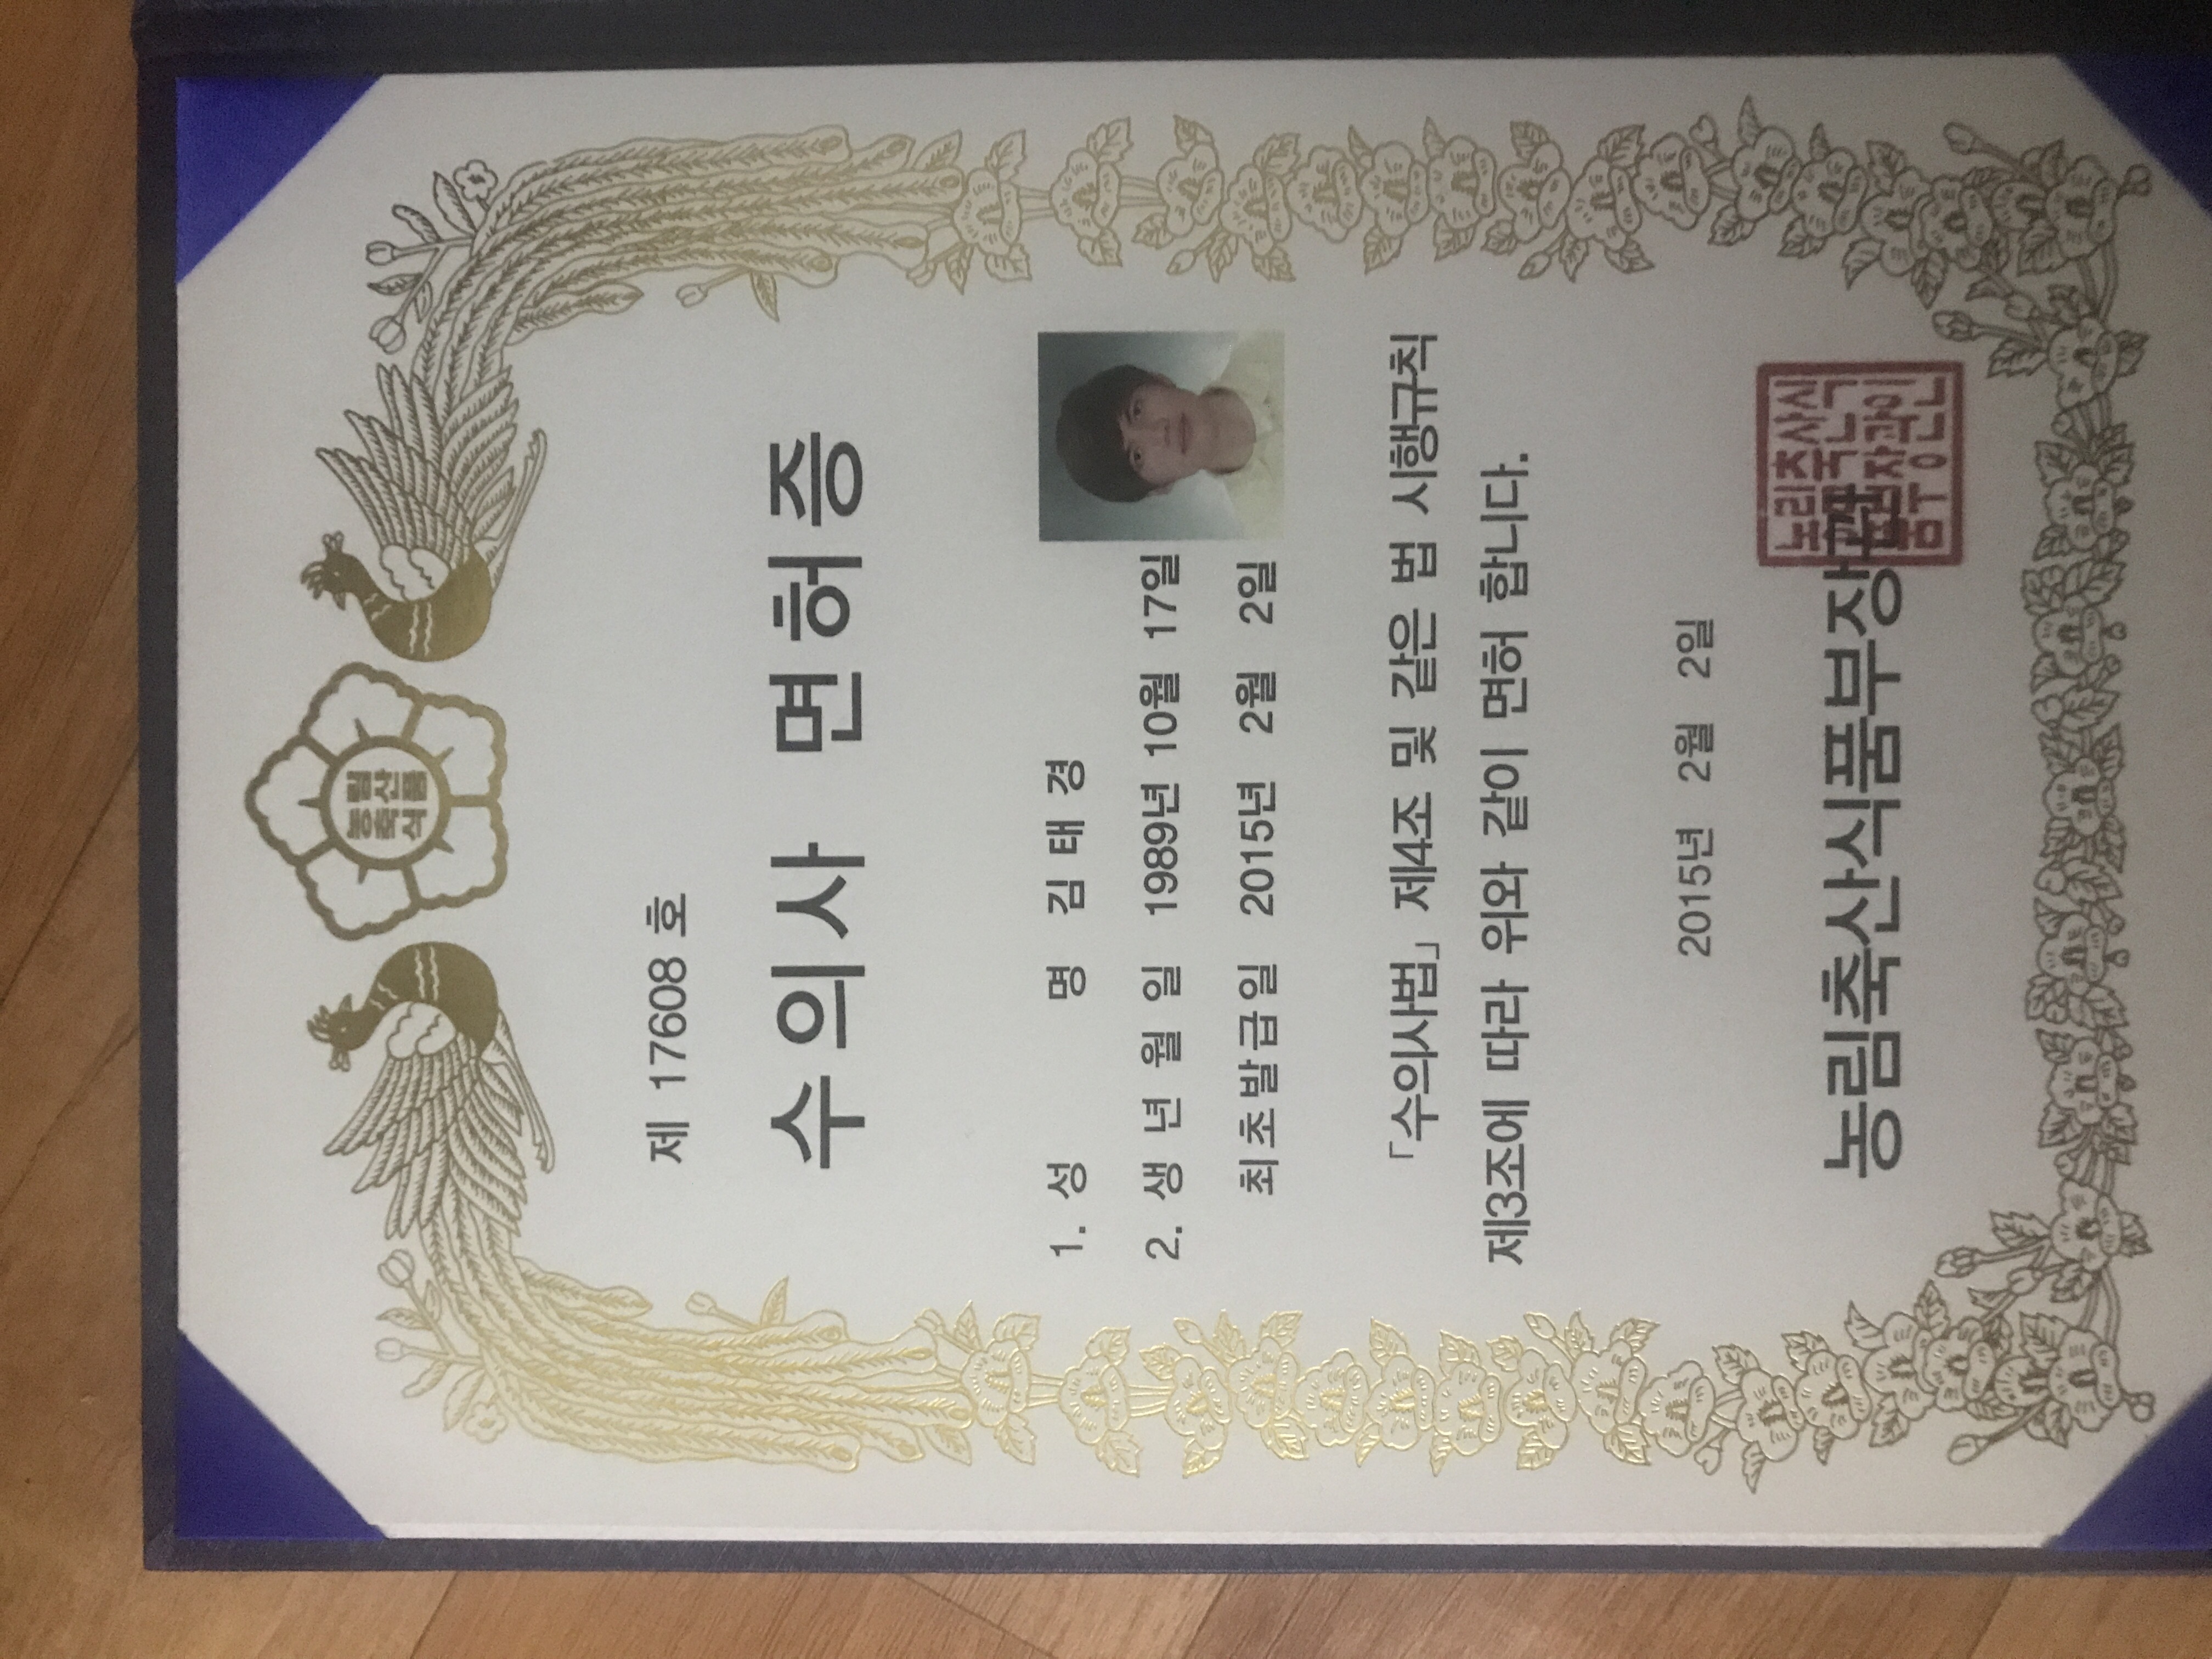 농림
축산
식품
제 17608 호
수의사 면허증
1. 성 명 김태경
2. 생년월일 1989년 10월 17일
최초발급일 2015년 2월 2일
「수의사법」 제4조 및 같은 법 시행규칙
제3조에 따라 위와 같이 면허 합니다.
2015년 2월 2일
농림축산식품부장관
농림축산식
품부장관인